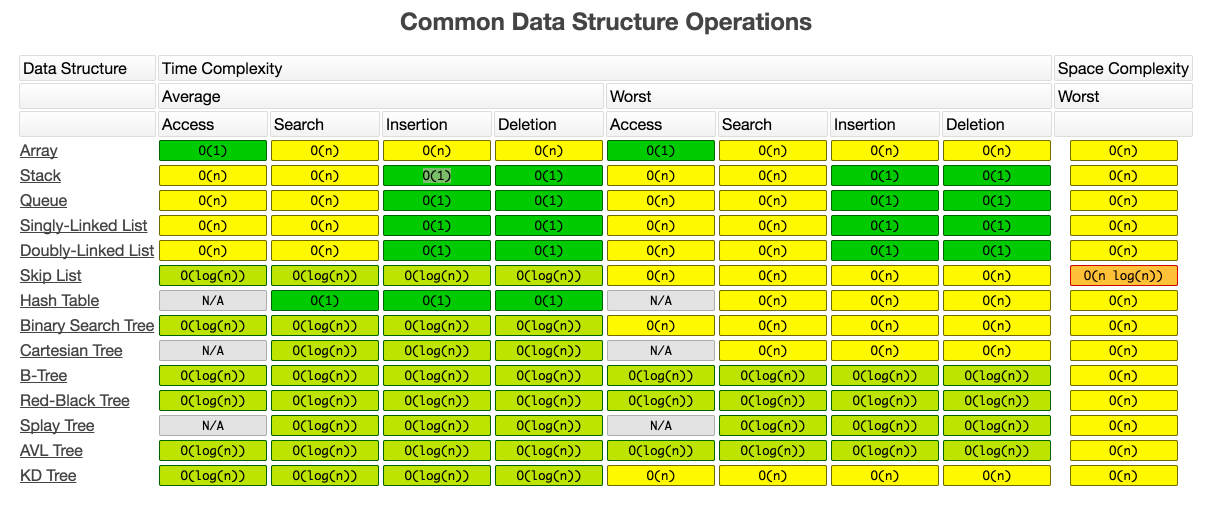 Common Data Structure Operations
Data Structure Time Complexity Space Complexity
Average Worst Worst
Access Search Insertion Deletion Access Search Insertion Deletion
Array O(1) O(n) O(n) O(n) O(1) O(n) O(n) O(n) O(n)
Stack O(n) O(n) O(1) O(1) O(n) O(n) O(1) O(1) O(n)
Queue O(n) O(n) O(1) O(1) O(n) O(n) O(1) O(1) O(n)
Singly-Linked List O(n) O(n) O(1) O(1) O(n) O(n) O(1) O(1) O(n)
Doubly-Linked List O(n) O(n) O(1) O(1) O(n) O(n) O(1) O(1) O(n)
Skip List O(log(n)) O(log(n)) O(log(n)) O(log(n)) O(n) O(n) O(n) O(n) O(n log(n))
Hash Table N/A O(1) O(1) O(1) N/A O(n) O(n) O(n) O(n)
Binary Search Tree O(log(n)) O(log(n)) O(log(n)) O(log(n)) O(n) O(n) O(n) O(n) O(n)
Cartesian Tree N/A O(log(n)) O(log(n)) O(log(n)) N/A O(n) O(n) O(n) O(n)
B-Tree O(log(n)) O(log(n)) O(log(n)) O(log(n)) O(log(n)) O(log(n)) O(log(n)) O(log(n)) O(n)
Red-Black Tree O(log(n)) O(log(n)) O(log(n)) O(log(n)) O(log(n)) O(log(n)) O(log(n)) O(log(n)) O(n)
Splay Tree N/A O(log(n)) O(log(n)) O(log(n)) N/A O(log(n)) O(log(n)) O(log(n)) O(n)
AVL Tree O(log(n)) O(log(n)) O(log(n)) O(log(n)) O(log(n)) O(log(n)) O(log(n)) O(log(n)) O(n)
KD Tree O(log(n)) O(log(n)) O(log(n)) O(log(n)) O(n) O(n) O(n) O(n) O(n)